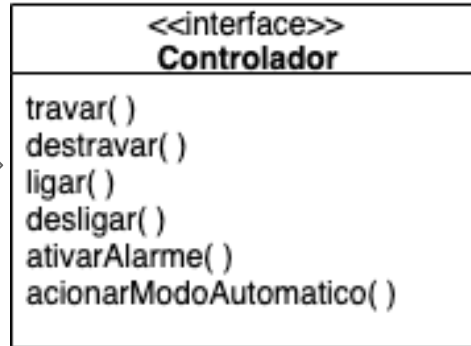 <<interface>>
Controlador
travar( )
destravar( )
ligar( )
desligar( )
ativarAlarme( )
acionarModoAutomatico( )